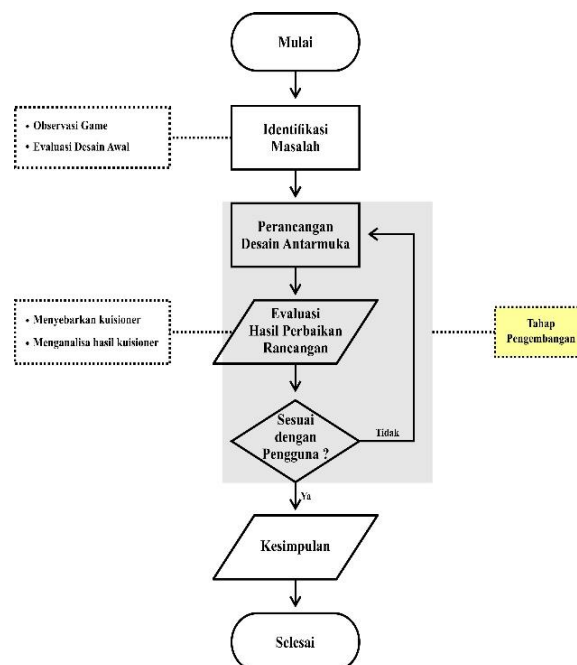 Mulai
• Observasi Game
• Evaluasi Desain Awal
Identifikasi
Masalah
Perancangan
Desain Antarmuka
• Menyebarkan kuisioner
• Menganalisa hasil kuisioner
Evaluasi
Hasil Perbaikan
Rancangan
Tahap
Pengembangan
Sesuai
dengan
Pengguna ?
Tidak
Ya
Kesimpulan
Selesai